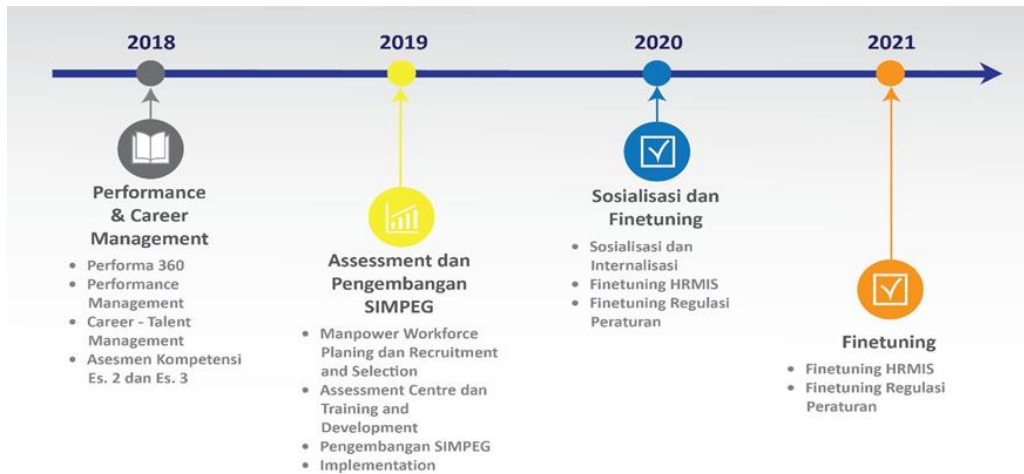 2018
2019
2020
2021
Performance
& Career
Management
• Performa 360
• Performance
Management
• Career - Talent
Management
• Asesmen Kompetensi
Es. 2 dan Es. 3
Assessment dan
Pengembangan
SIMPEG
• Manpower Workforce
Planing dan Recruitment
and Selection
• Assessment Centre dan
Training and
Development
• Pengembangan SIMPEG
• Implementation
Sosialisasi dan
Finetuning
• Sosialisasi dan
Internalisasi
• Finetuning HRMIS
• Finetuning Regulasi
Peraturan
Finetuning
• Finetuning HRMIS
• Finetuning Regulasi
Peraturan